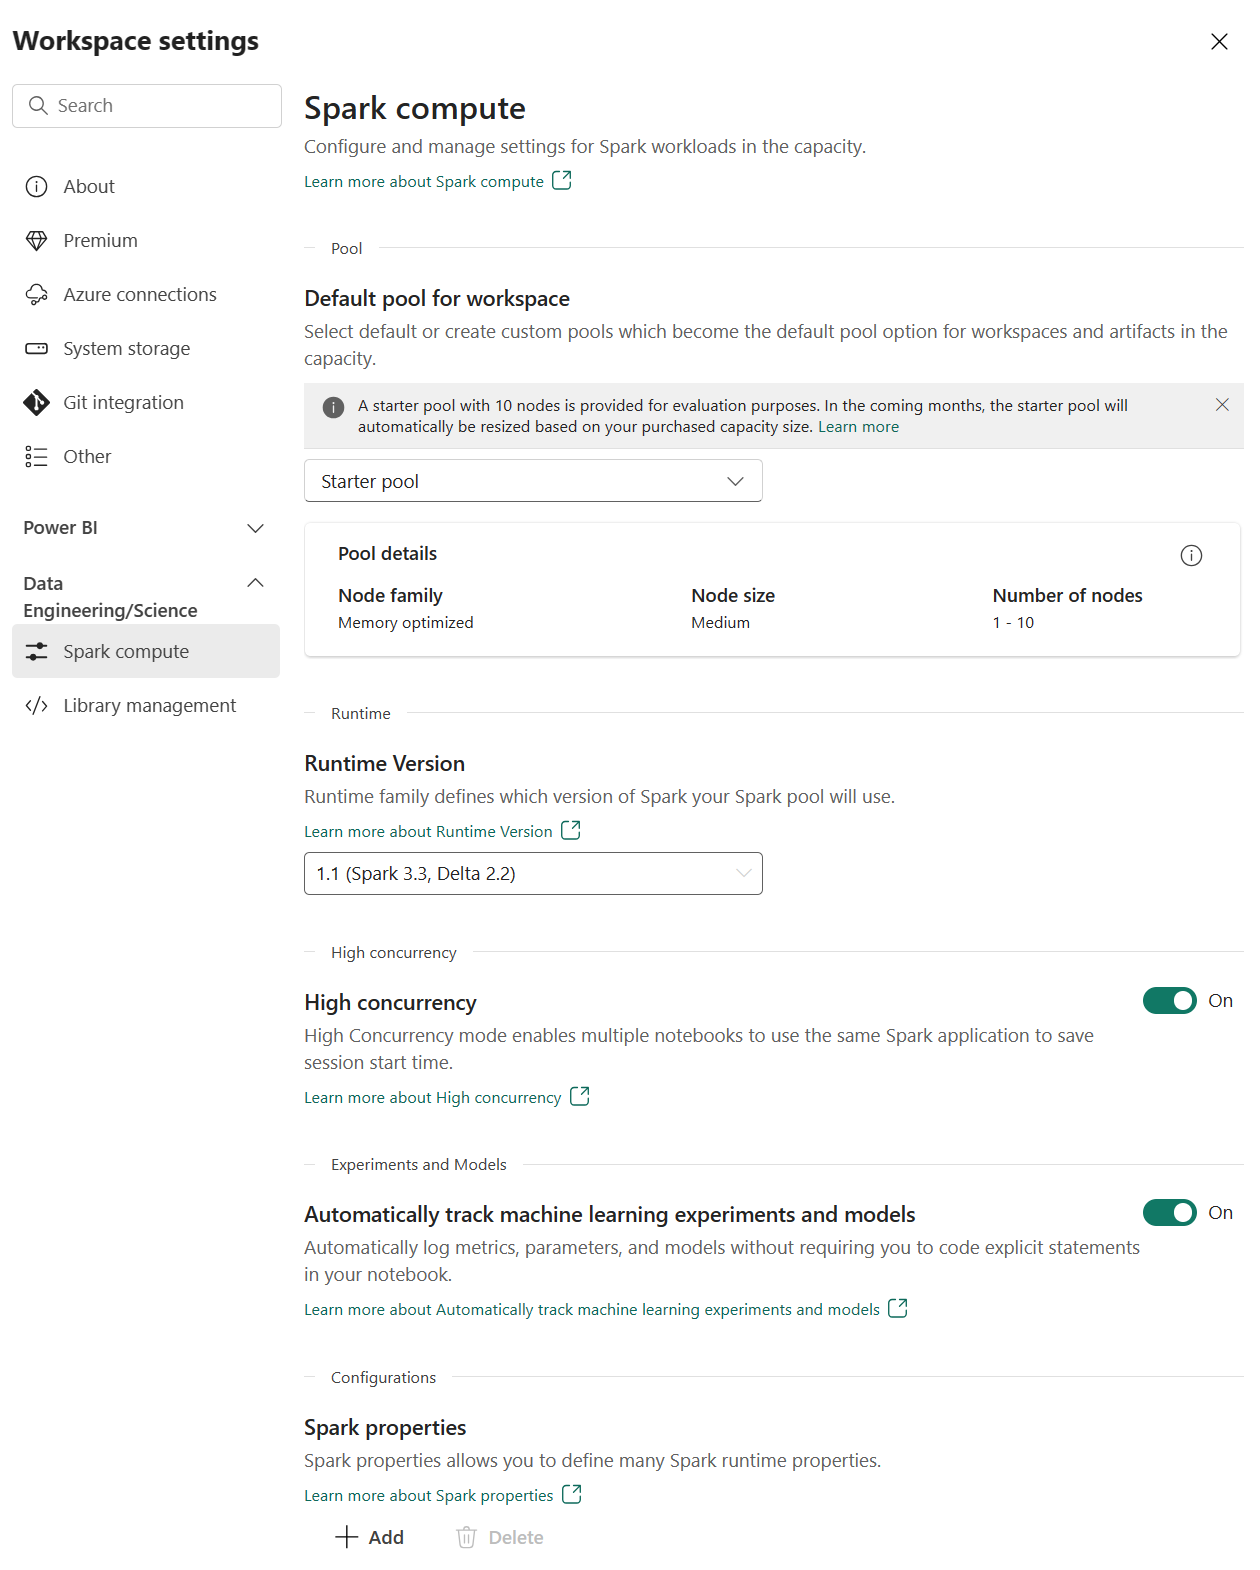 Workspace settings
Search
About
Premium
Azure connections
System storage
Git integration
Other
Power BI
Data
Engineering/Science
Spark compute
Library management
Spark compute
Configure and manage settings for Spark workloads in the capacity.
Learn more about Spark compute
Pool
Default pool for workspace
Select default or create custom pools which become the default pool option for workspaces and artifacts in the
capacity.
A starter pool with 10 nodes is provided for evaluation purposes. In the coming months, the starter pool will
automatically be resized based on your purchased capacity size. Learn more
Starter pool
Pool details
Node family
Memory optimized
Node size
Medium
Number of nodes
1 - 10
Runtime
Runtime Version
Runtime family defines which version of Spark your Spark pool will use.
Learn more about Runtime Version
1.1 (Spark 3.3, Delta 2.2)
High concurrency
High concurrency
On
High Concurrency mode enables multiple notebooks to use the same Spark application to save
session start time.
Learn more about High concurrency
Experiments and Models
Automatically track machine learning experiments and models
On
Automatically log metrics, parameters, and models without requiring you to code explicit statements
in your notebook.
Learn more about Automatically track machine learning experiments and models
Configurations
Spark properties
Spark properties allows you to define many Spark runtime properties.
Learn more about Spark properties
Add
Delete